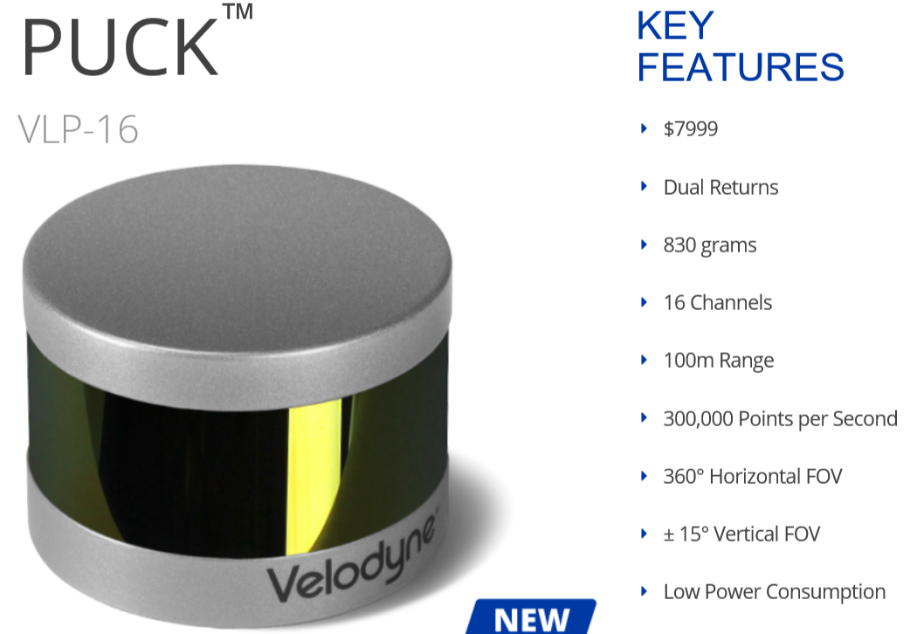 PUCK™
VLP-16
Velodyne
NEW
KEY
FEATURES
$7999
Dual Returns
830 grams
16 Channels
100m Range
300,000 Points per Second
360° Horizontal FOV
± 15° Vertical FOV
Low Power Consumption